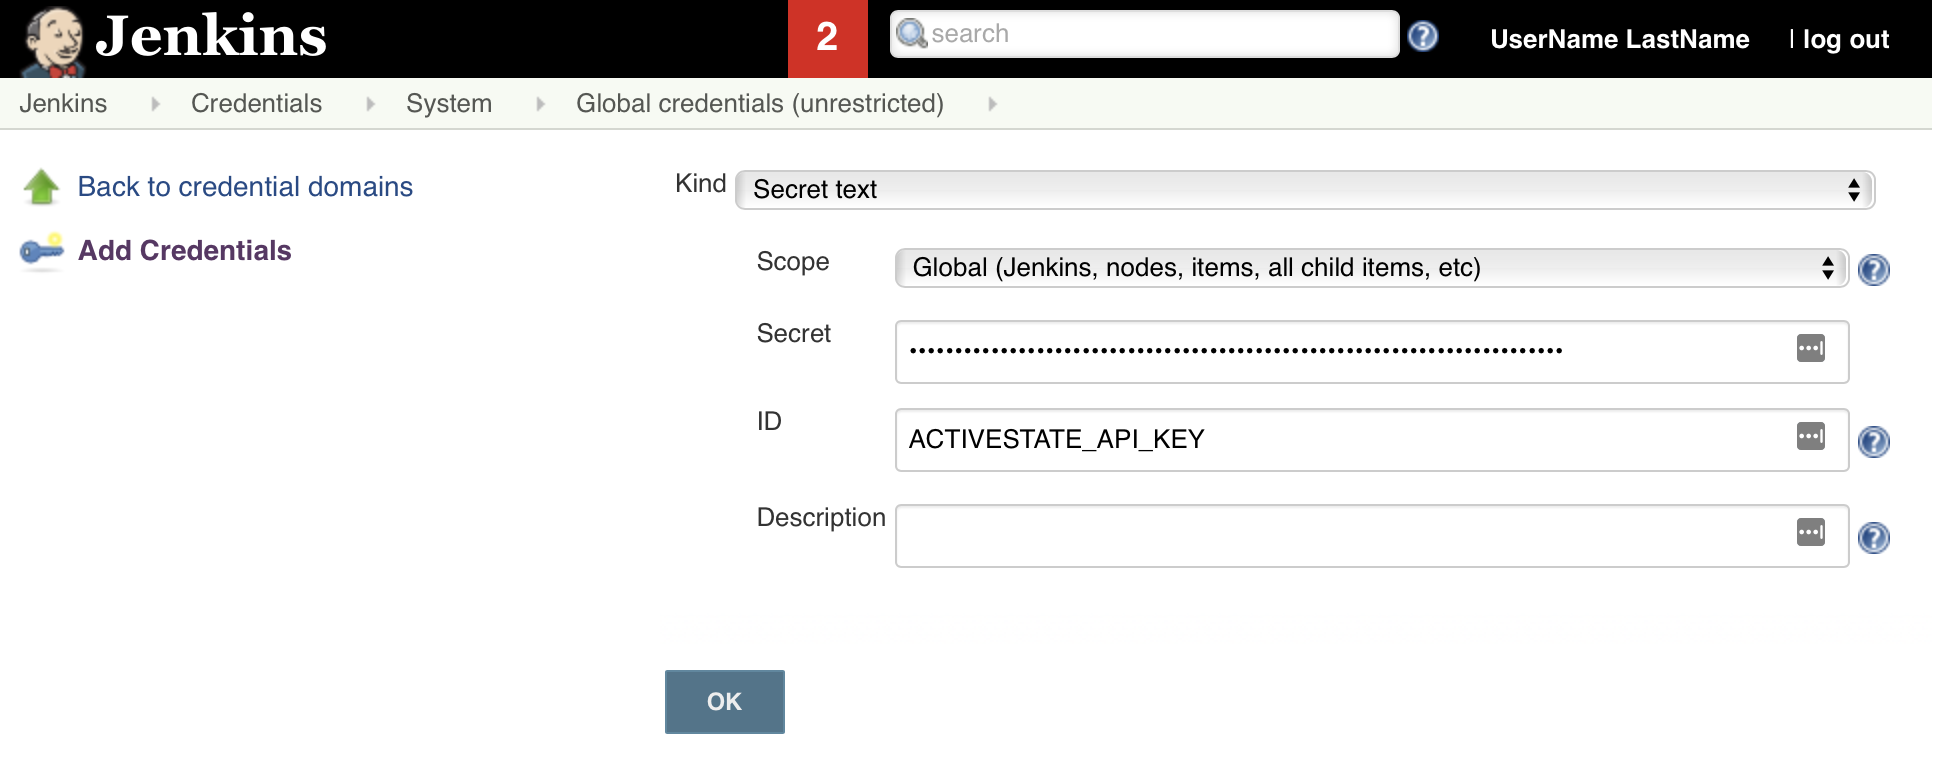 Jenkins
2
search
UserName LastName
| log out
Jenkins
Credentials
System
Global credentials (unrestricted)
Back to credential domains
Add Credentials
Kind
Secret text
Scope
Global (Jenkins, nodes, items, all child items, etc)
Secret
ID
ACTIVESTATE_API_KEY
Description
OK